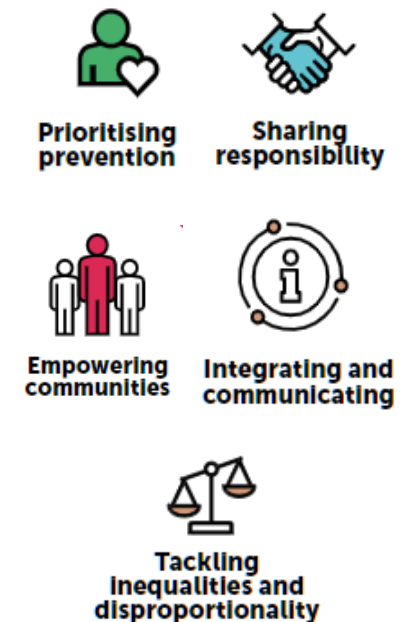 Prioritising
prevention
Sharing
responsibility
Empowering
communities
Integrating and
communicating
Tackling
inequalities and
disproportionality